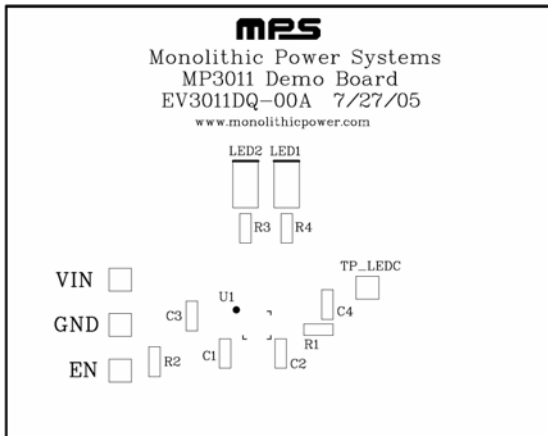 mps
Monolithic Power Systems
MP3011 Demo Board
EV3011DQ-00A 7/27/05
www.monolithicpower.com
LED2 LED1
R3 R4
TP_LEDC
VIN
U1
C3 C4
GND
R1
R2 C1 C2
EN